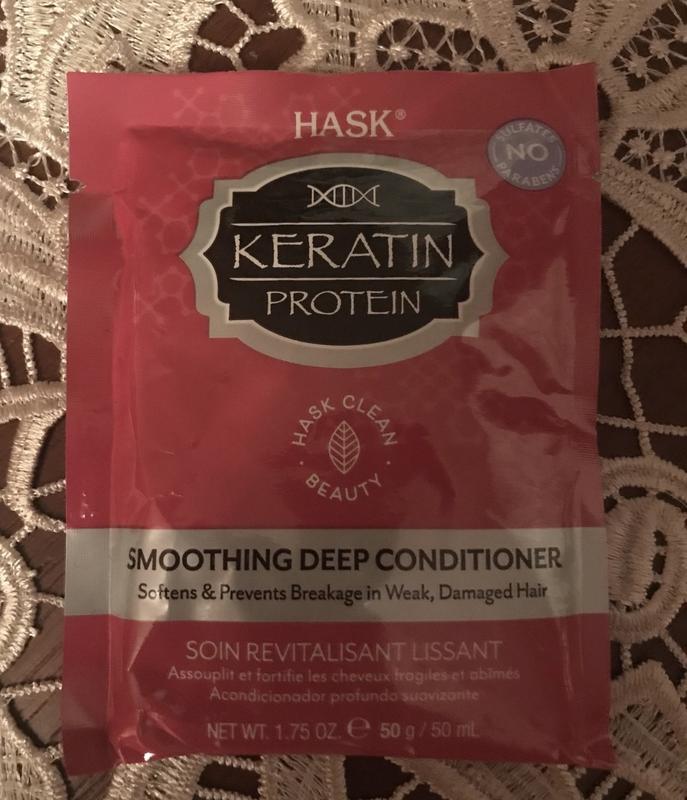 HASK®
SULFATES
NO
PARABENS
KERATIN
PROTEIN
HASK CLEAN
BEAUTY
SMOOTHING DEEP CONDITIONER
Softens & Prevents Breakage in Weak, Damaged Hair
SOIN REVITALISANT LISSANT
Assouplit et fortifie les cheveux fragiles et abîmés
Acondicionador profundo suavizante
NET WT. 1.75 OZ. ℮ 50 g / 50 mL